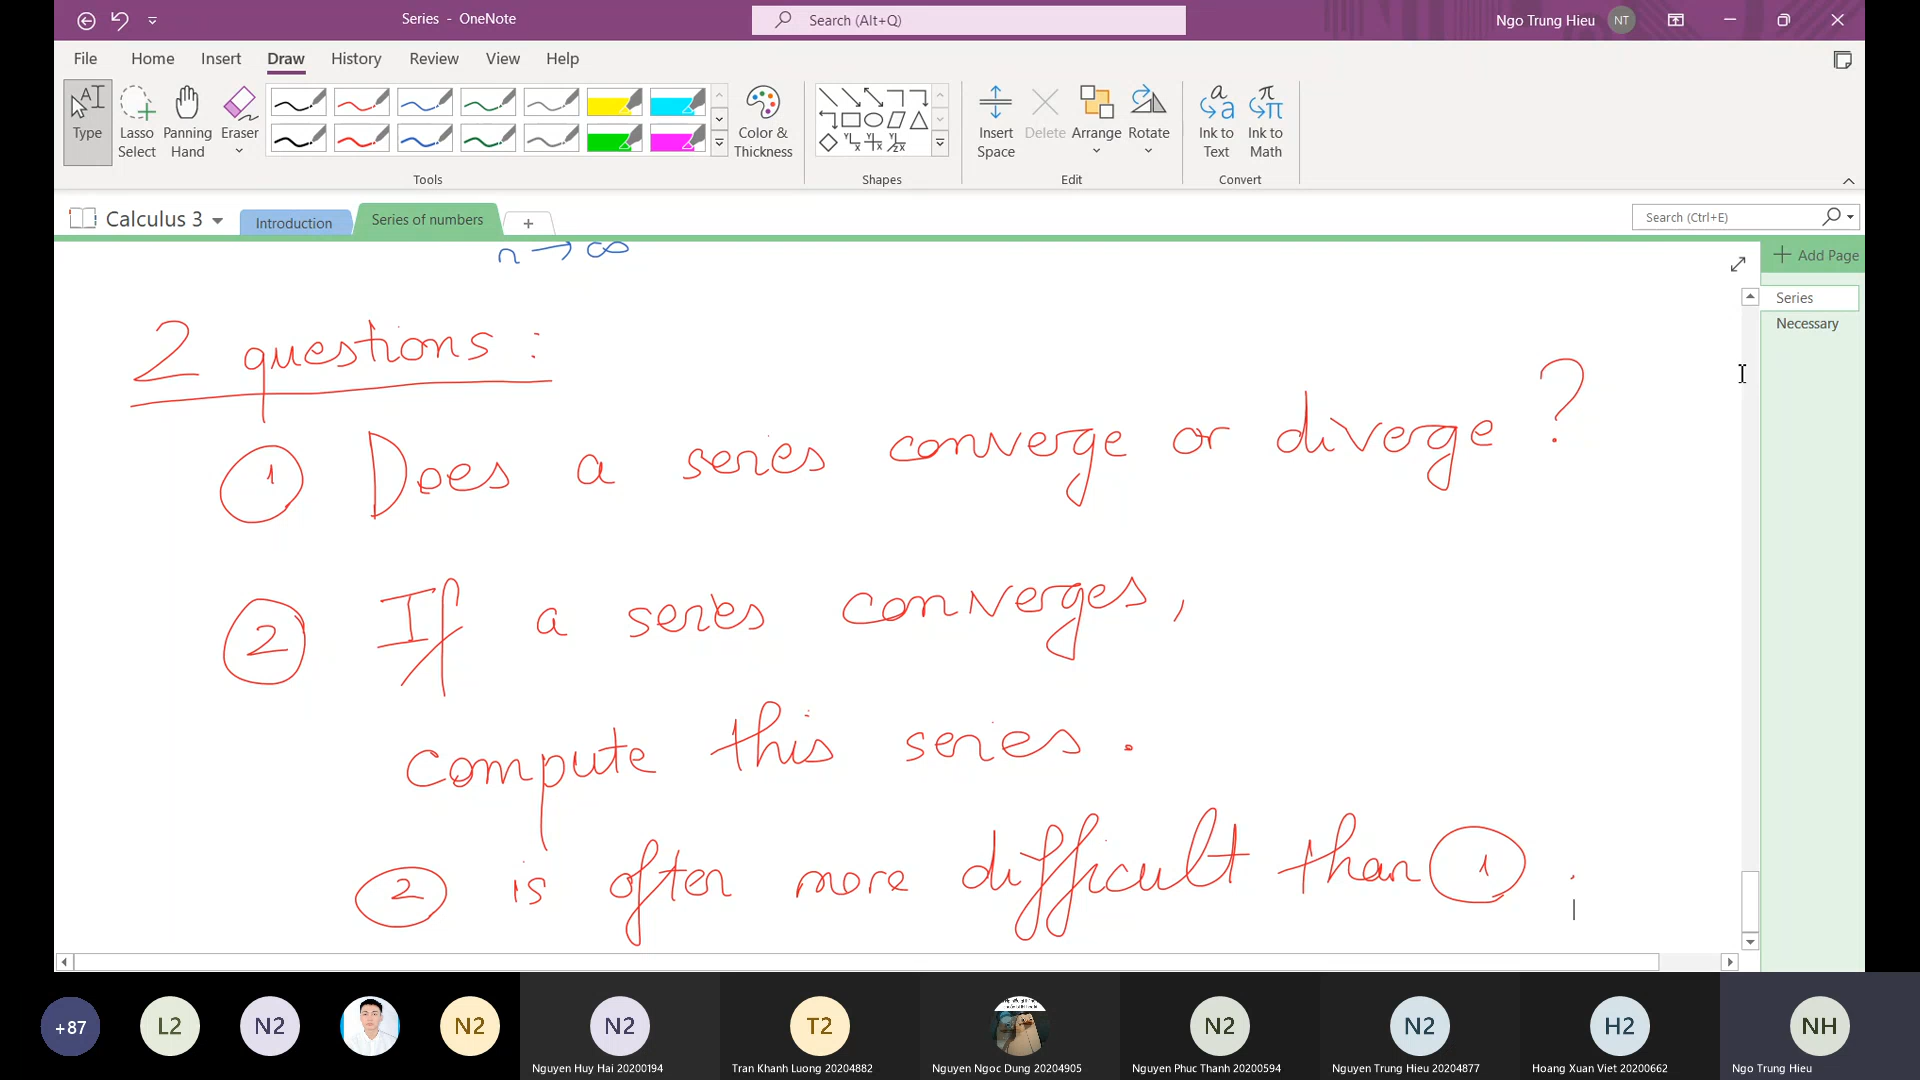 Series - OneNote
Search (Alt+Q)
Ngo Trung Hieu NT
File Home Insert Draw History Review View Help
Type
Lasso Select
Panning Hand
Eraser
Color & Thickness
Insert Space
Delete
Arrange
Rotate
Ink to Text
Ink to Math
Tools Shapes Edit Convert
Calculus 3 Introduction Series of numbers +
Search (Ctrl+E)
Add Page
Series
Necessary
n → ∞
2 questions :
① Does a series converge or diverge ?
② If a series converges,
compute this series .
② is often more difficult than ① .
+87 L2 N2 N2 N2 T2 N2 N2 H2 NH
Nguyen Huy Hai 20200194
Tran Khanh Luong 20204882
Nguyen Ngoc Dung 20204905
Nguyen Phuc Thanh 20200594
Nguyen Trung Hieu 20204877
Hoang Xuan Viet 20200662
Ngo Trung Hieu